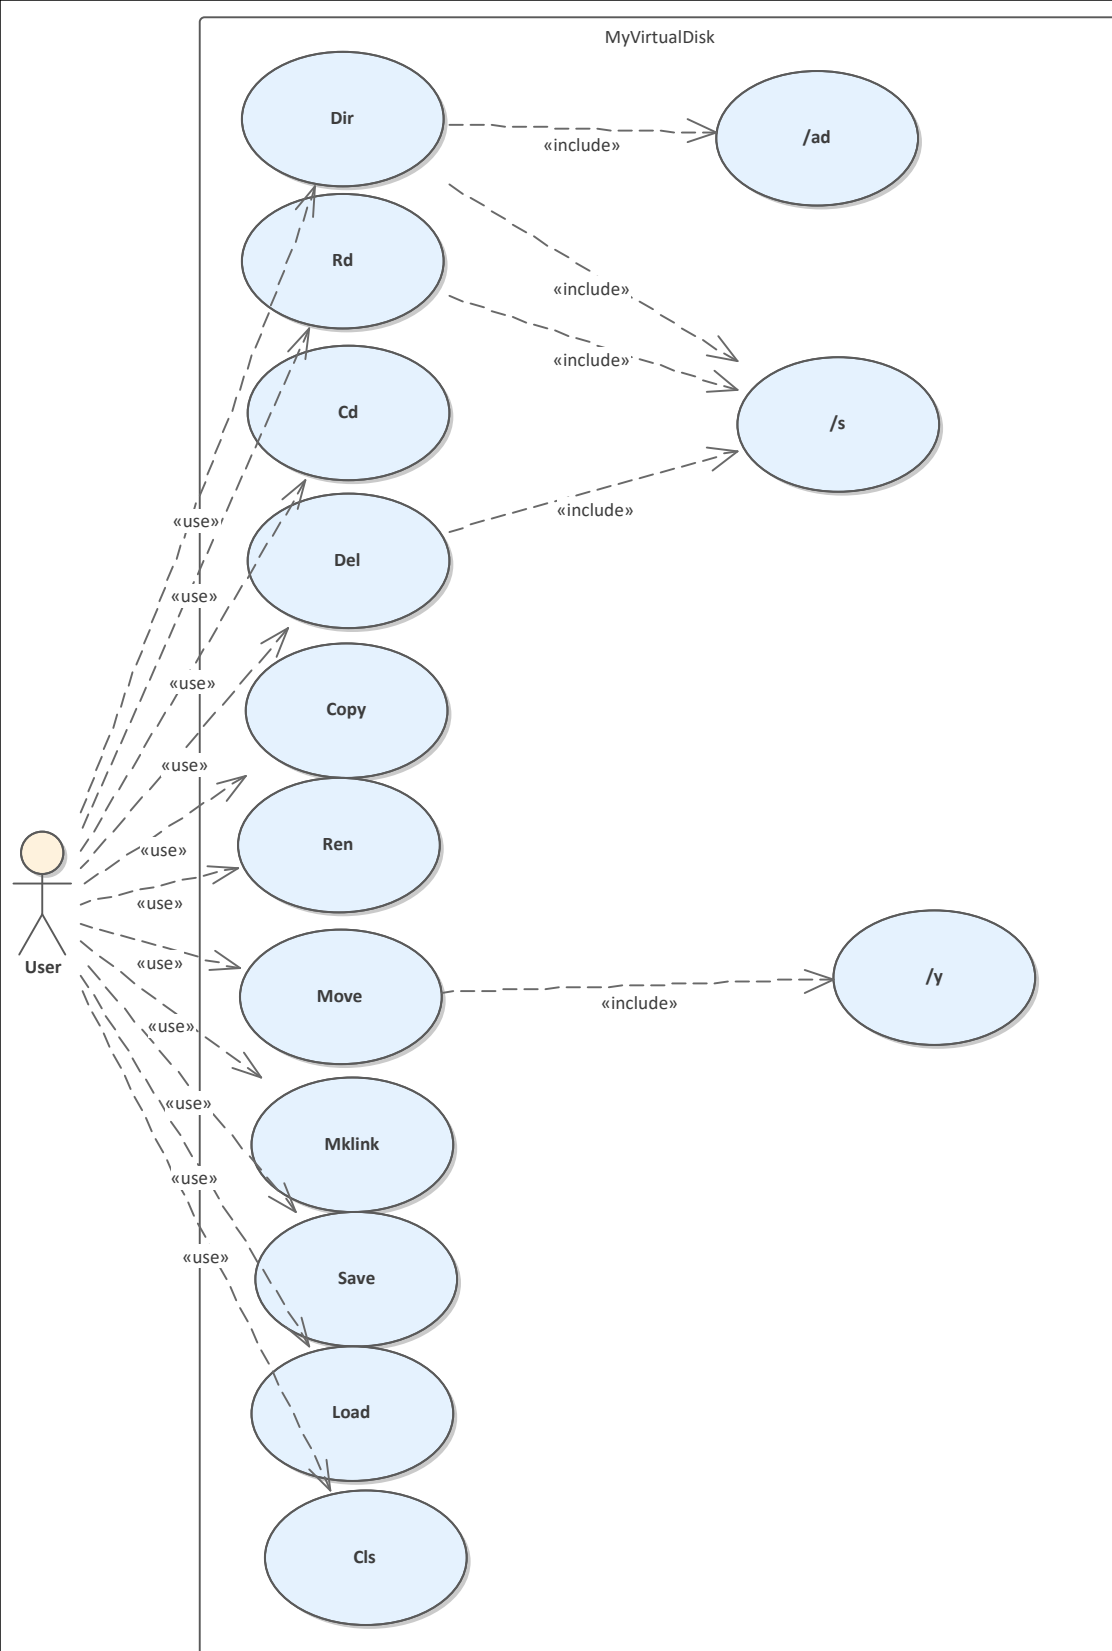 MyVirtualDisk
Dir
«include»
/ad
Rd
«include»
«include»
Cd
/s
«use»
«include»
Del
«use»
«use»
Copy
«use»
«use»
Ren
«use»
User
«use»
Move
«include»
/y
«use»
«use»
Mklink
«use»
«use»
Save
Load
Cls